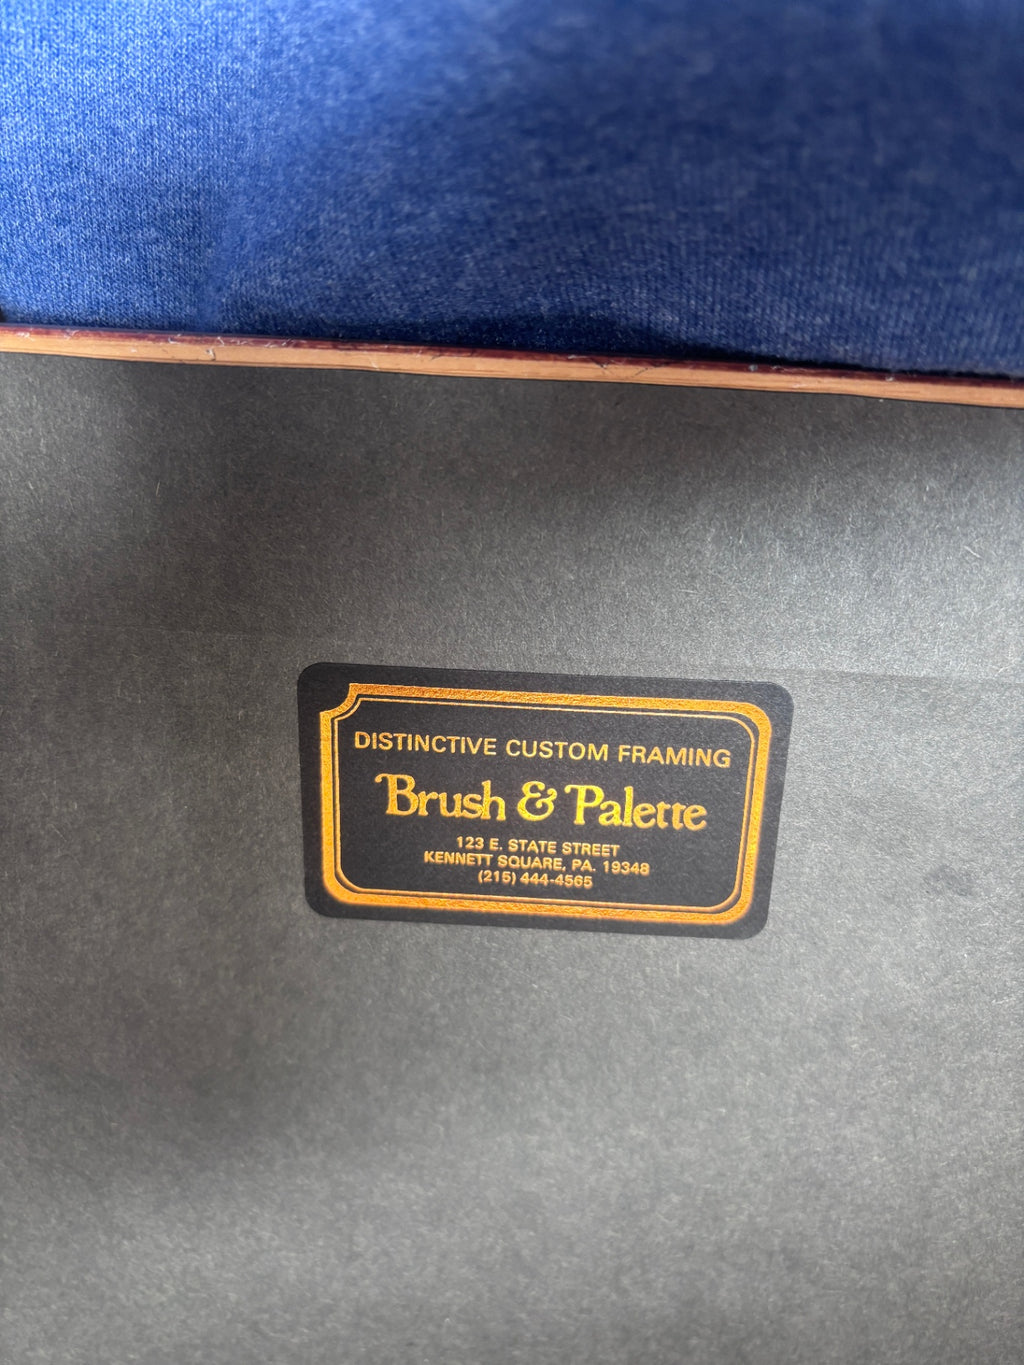 DISTINCTIVE CUSTOM FRAMING
Brush & Palette
123 E. STATE STREET
KENNETT SQUARE, PA. 19348
(215) 444-4565